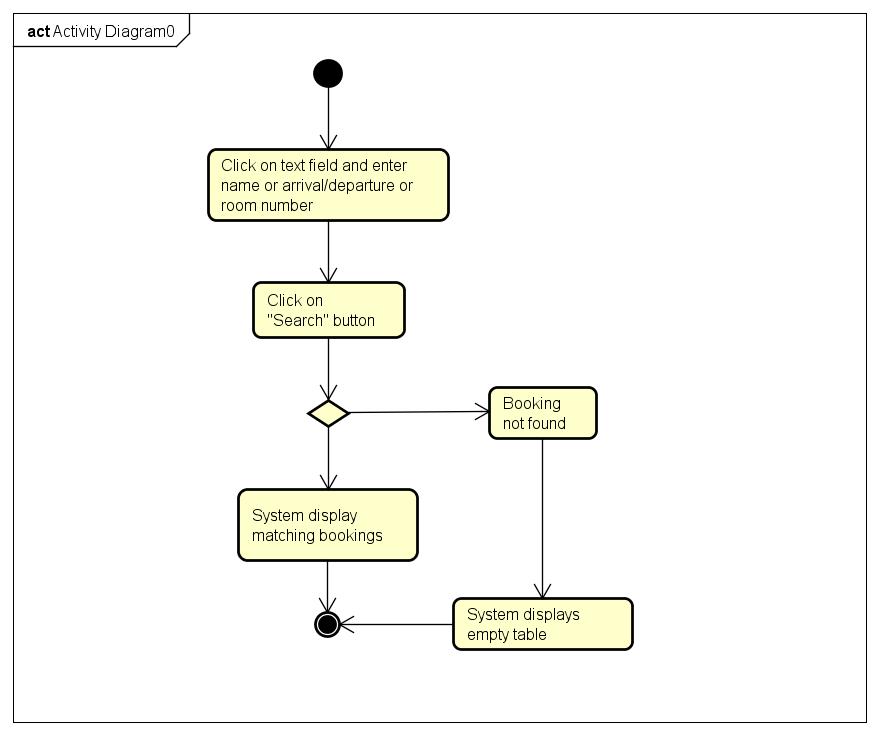 act Activity Diagram0
Click on text field and enter
name or arrival/departure or
room number
Click on
"Search" button
Booking
not found
System display
matching bookings
System displays
empty table